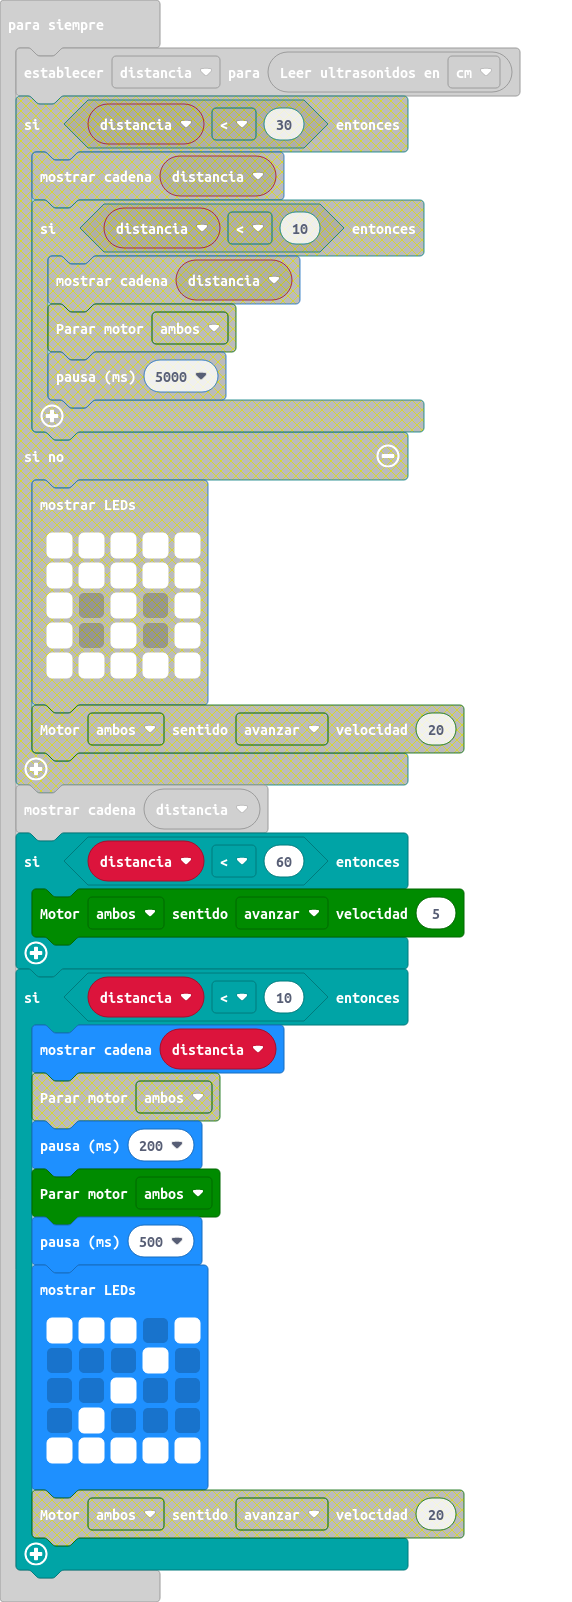 para siempre
establecer distancia para Leer ultrasonidos en cm
si distancia < 30 entonces
mostrar cadena distancia
si distancia < 10 entonces
mostrar cadena distancia
Parar motor ambos
pausa (ms) 5000
si no
mostrar LEDs
Motor ambos sentido avanzar velocidad 20
mostrar cadena distancia
si distancia < 60 entonces
Motor ambos sentido avanzar velocidad 5
si distancia < 10 entonces
mostrar cadena distancia
Parar motor ambos
pausa (ms) 200
Parar motor ambos
pausa (ms) 500
mostrar LEDs
Motor ambos sentido avanzar velocidad 20